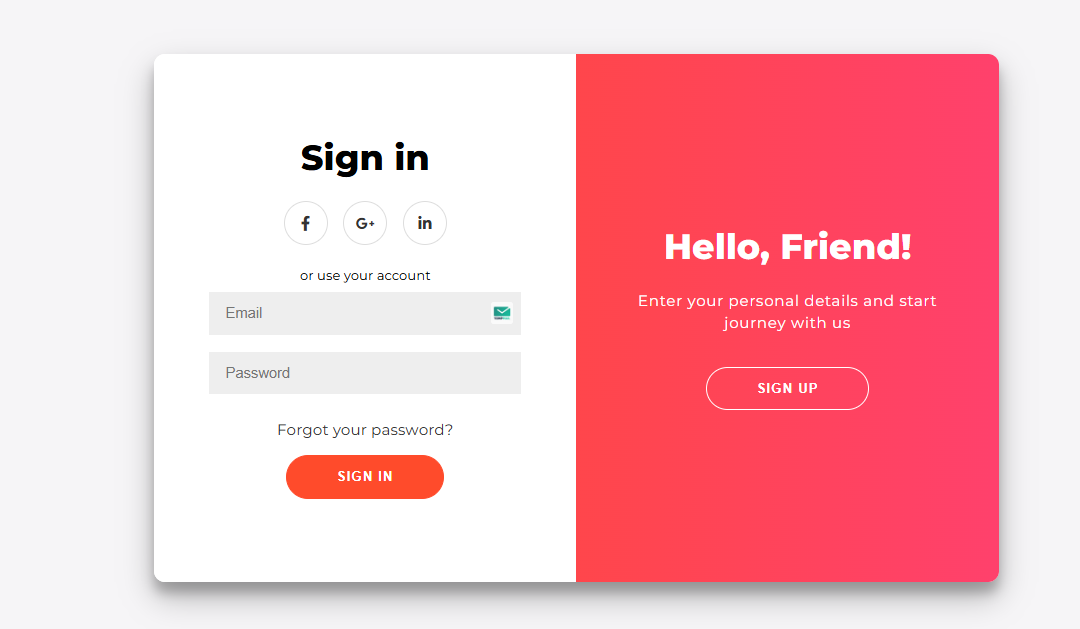 Sign in
G+
in
or use your account
Email
Password
Forgot your password?
SIGN IN
Hello, Friend!
Enter your personal details and start
journey with us
SIGN UP